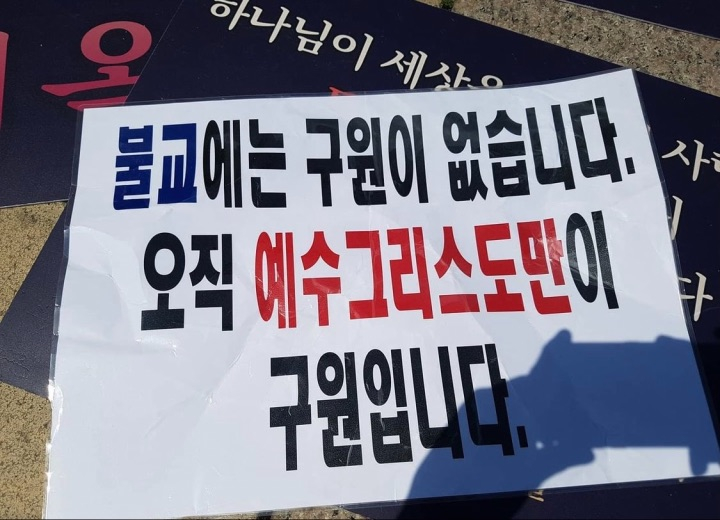 하나님이 세상을
불교에는 구원이 없습니다.
오직 예수그리스도만이
구원입니다.